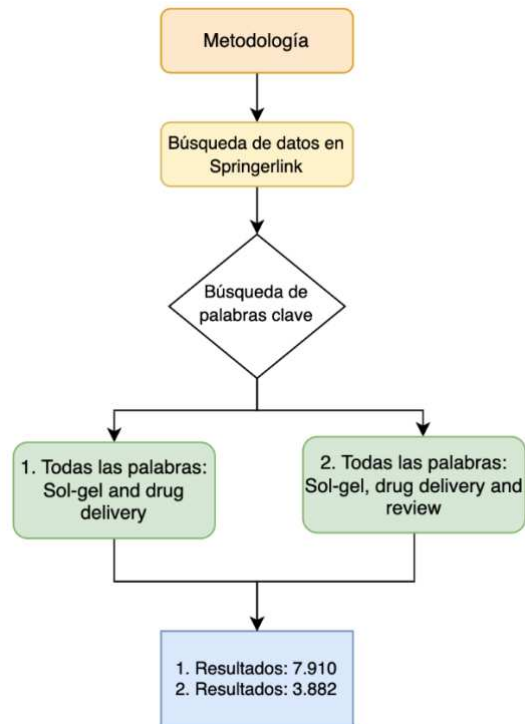 Metodología
Búsqueda de datos en
Springerlink
Búsqueda de
palabras clave
1. Todas las palabras:
Sol-gel and drug
delivery
2. Todas las palabras:
Sol-gel, drug delivery and
review
1. Resultados: 7.910
2. Resultados: 3.882